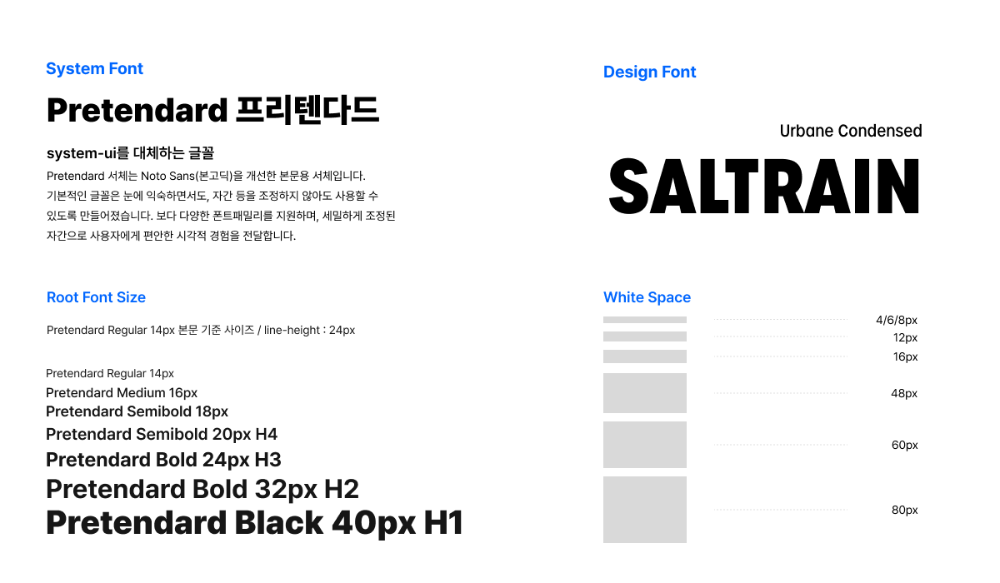 System Font
Pretendard 프리텐다드
system-ui를 대체하는 글꼴
Pretendard 서체는 Noto Sans(본고딕)을 개선한 본문용 서체입니다.
기본적인 글꼴은 눈에 익숙하면서도, 자간 등을 조정하지 않아도 사용할 수
있도록 만들어졌습니다. 보다 다양한 폰트패밀리를 지원하며, 세밀하게 조정된
자간으로 사용자에게 편안한 시각적 경험을 전달합니다.
Design Font
Urbane Condensed
SALTRAIN
Root Font Size
Pretendard Regular 14px 본문 기준 사이즈 / line-height : 24px
Pretendard Regular 14px
Pretendard Medium 16px
Pretendard Semibold 18px
Pretendard Semibold 20px H4
Pretendard Bold 24px H3
Pretendard Bold 32px H2
Pretendard Black 40px H1
White Space
4/6/8px
12px
16px
48px
60px
80px